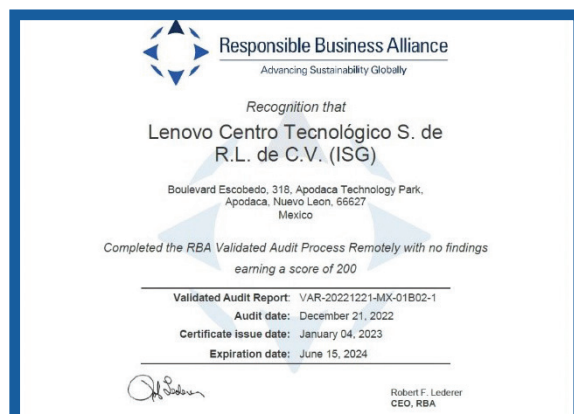 Responsible Business Alliance
Advancing Sustainability Globally
Recognition that
Lenovo Centro Tecnológico S. de
R.L. de C.V. (ISG)
Boulevard Escobedo, 318, Apodaca Technology Park,
Apodaca, Nuevo Leon, 66627
Mexico
Completed the RBA Validated Audit Process Remotely with no findings
earning a score of 200
Validated Audit Report: VAR-20221221-MX-01B02-1
Audit date: December 21, 2022
Certificate issue date: January 04, 2023
Expiration date: June 15, 2024
Robert F. Lederer
CEO, RBA